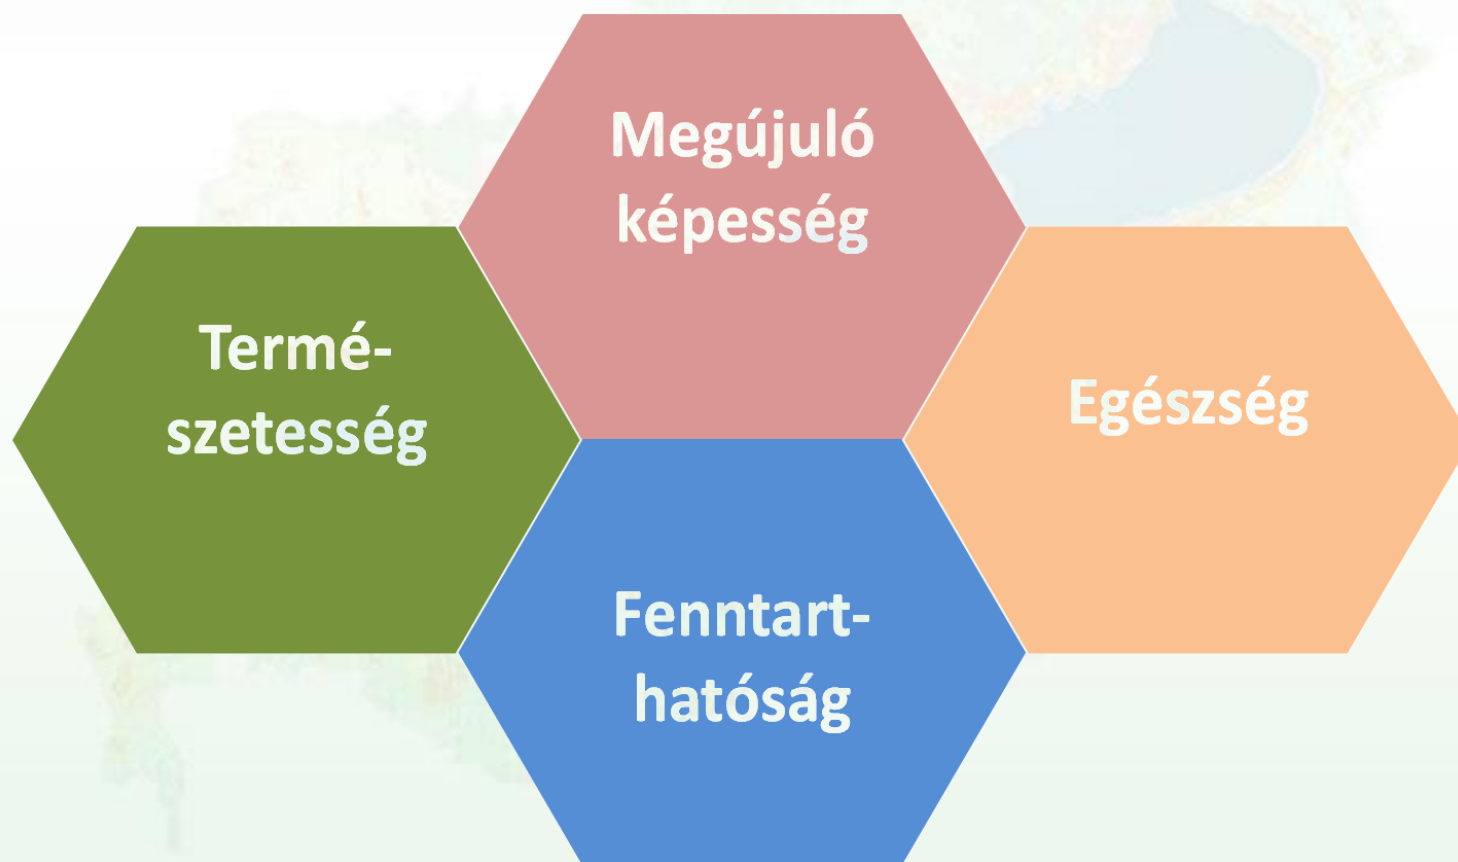 Megújuló
képesség
Termé-
szetesség
Egészség
Fenntart-
hatóság